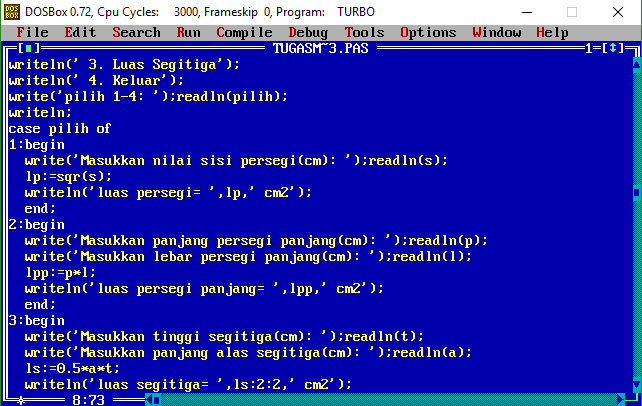 DOSBox 0.72, Cpu Cycles: 3000, Frameskip 0, Program: TURBO
File Edit Search Run Compile Debug Tools Options Window Help
TUGASM~3.PAS 1=[↕]
writeln(' 3. Luas Segitiga');
writeln(' 4. Keluar');
write('pilih 1-4: ');readln(pilih);
writeln;
case pilih of
1:begin
write('Masukkan nilai sisi persegi(cm): ');readln(s);
lp:=sqr(s);
writeln('luas persegi= ',lp,' cm2');
end;
2:begin
write('Masukkan panjang persegi panjang(cm): ');readln(p);
write('Masukkan lebar persegi panjang(cm): ');readln(l);
lpp:=p*l;
writeln('luas persegi panjang= ',lpp,' cm2');
end;
3:begin
write('Masukkan tinggi segitiga(cm): ');readln(t);
write('Masukkan panjang alas segitiga(cm): ');readln(a);
ls:=0.5*a*t;
writeln('luas segitiga= ',ls:2:2,' cm2');
8:73